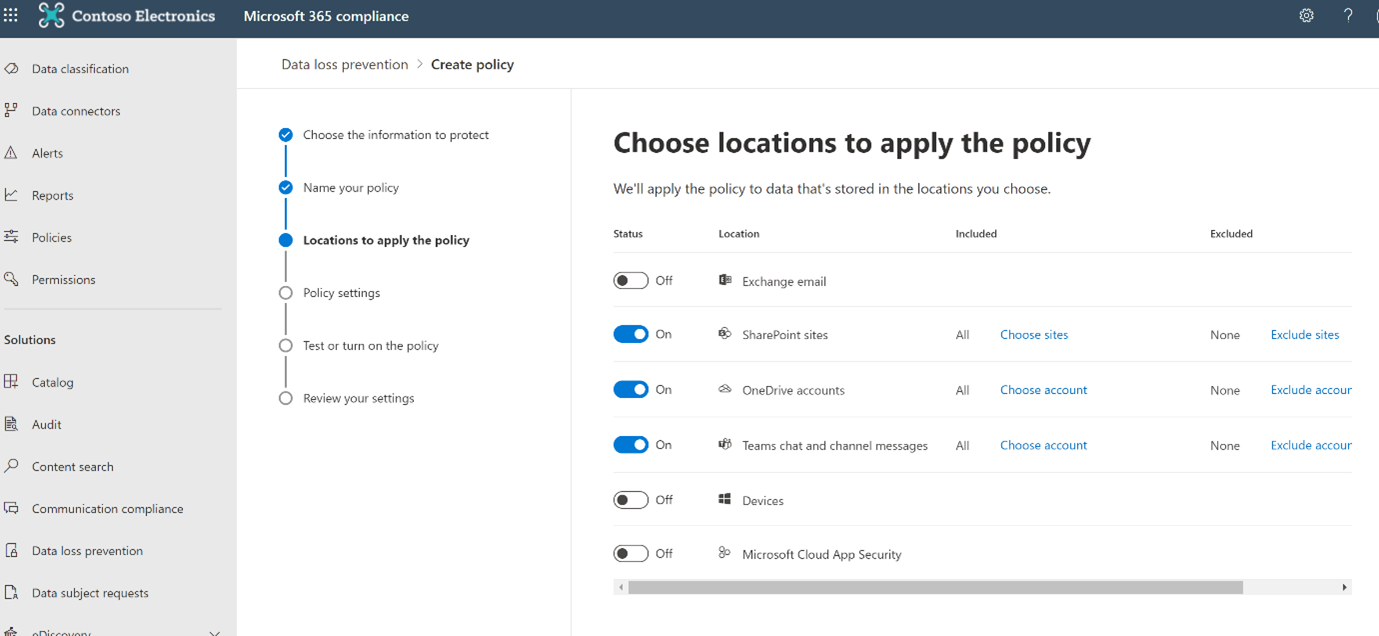 Contoso Electronics Microsoft 365 compliance ?
Data loss prevention > Create policy
Data classification
Data connectors
Alerts
Reports
Policies
Permissions
Solutions
Catalog
Audit
Content search
Communication compliance
Data loss prevention
Data subject requests
eDiscovery
Choose the information to protect
Name your policy
Locations to apply the policy
Policy settings
Test or turn on the policy
Review your settings
Choose locations to apply the policy
We'll apply the policy to data that's stored in the locations you choose.
Status Location Included Excluded
Off Exchange email
On SharePoint sites All Choose sites None Exclude sites
On OneDrive accounts All Choose account None Exclude accour
On Teams chat and channel messages All Choose account None Exclude accour
Off Devices
Off Microsoft Cloud App Security